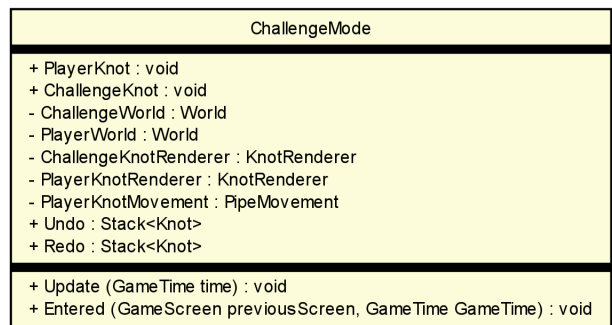 ChallengeMode
+ PlayerKnot : void
+ ChallengeKnot : void
- ChallengeWorld : World
- PlayerWorld : World
- ChallengeKnotRenderer : KnotRenderer
- PlayerKnotRenderer : KnotRenderer
- PlayerKnotMovement : PipeMovement
+ Undo : Stack<Knot>
+ Redo : Stack<Knot>
+ Update (GameTime time) : void
+ Entered (GameScreen previousScreen, GameTime GameTime) : void